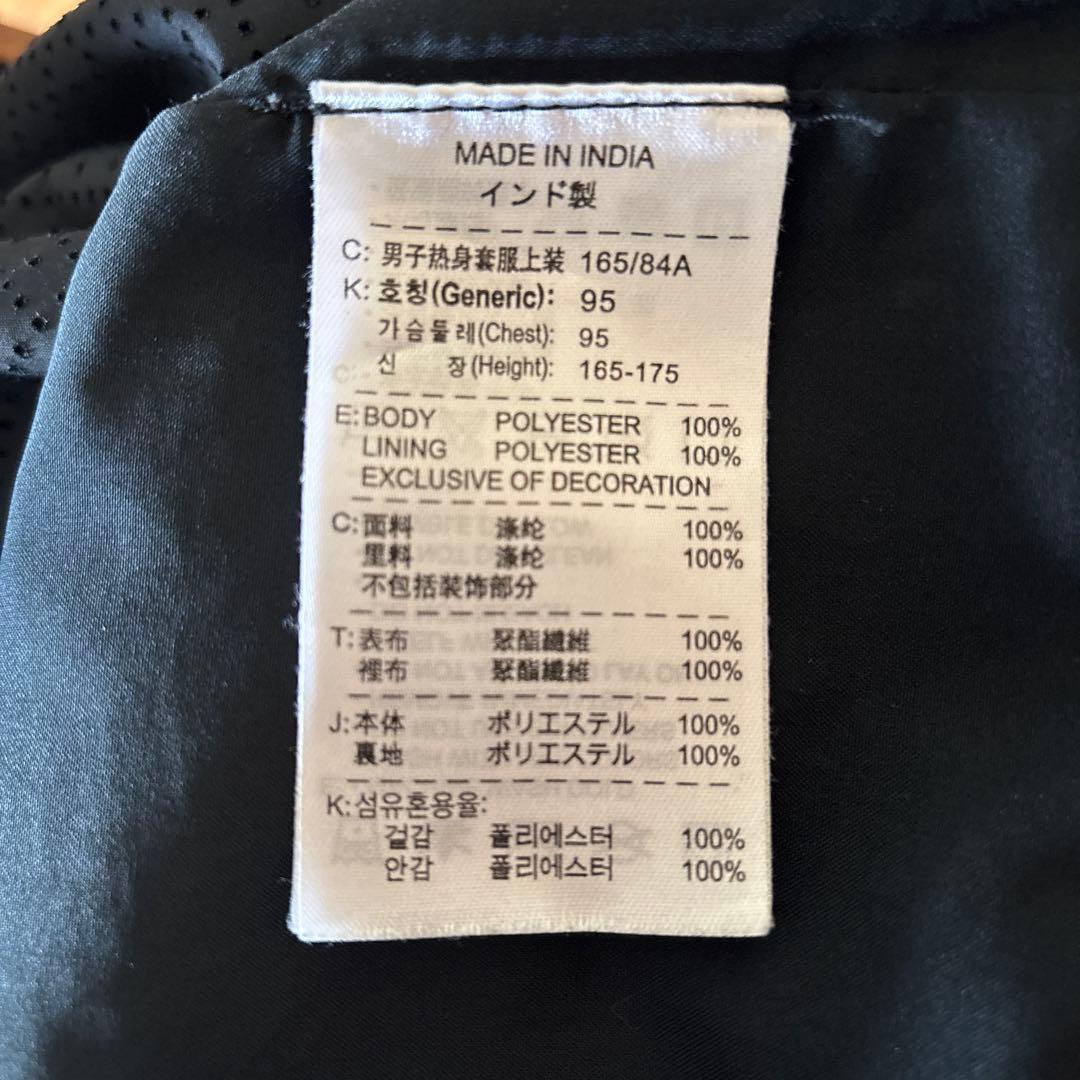 MADE IN INDIA
インド製
C: 男子热身套服上装 165/84A
K: 호칭(Generic): 95
가슴둘레(Chest): 95
신 장(Height): 165-175
E: BODY POLYESTER 100%
LINING POLYESTER 100%
EXCLUSIVE OF DECORATION
C: 面料 涤纶 100%
里料 涤纶 100%
不包括装饰部分
T: 表布 聚酯纖維 100%
裡布 聚酯纖維 100%
J: 本体 ポリエステル 100%
裏地 ポリエステル 100%
K: 섬유혼용율:
겉감 폴리에스터 100%
안감 폴리에스터 100%